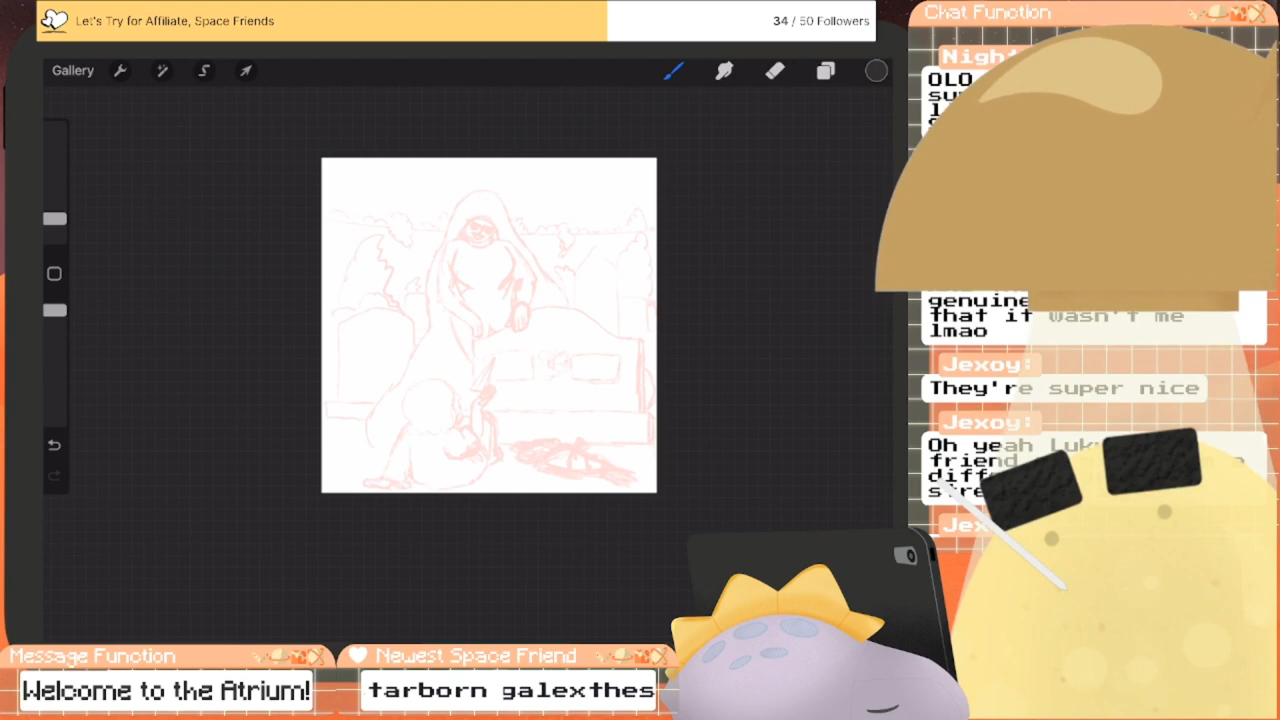 Let's Try for Affiliate, Space Friends
34 / 50 Followers
Chat Function
Gallery
Nigh
OLO
genuine
that it wasn't me
lmao
Jexoy:
They're super nice
Jexoy:
Oh yeah
friend
Message Function
Newest Space Friend
Welcome to the Atrium!
tarborn galexthes